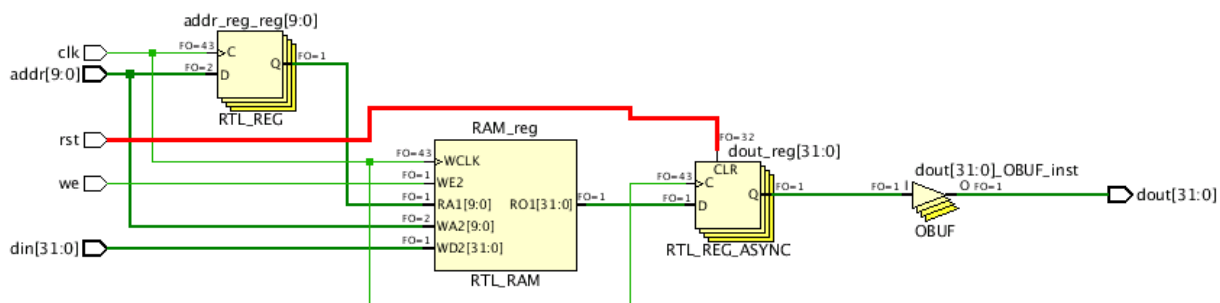 addr_reg_reg[9:0]
clk
FO=43
C
Q
FO=1
addr[9:0]
FO=2
D
RTL_REG
rst
RAM_reg
FO=32
dout_reg[31:0]
CLR
FO=43
WCLK
we
FO=1
WE2
FO=1
RA1[9:0]
RO1[31:0]
FO=1
FO=2
WA2[9:0]
din[31:0]
FO=1
WD2[31:0]
RTL_RAM
FO=43
C
Q
FO=1
FO=1
D
RTL_REG_ASYNC
dout[31:0]_OBUF_inst
FO=1
I
O
FO=1
OBUF
dout[31:0]